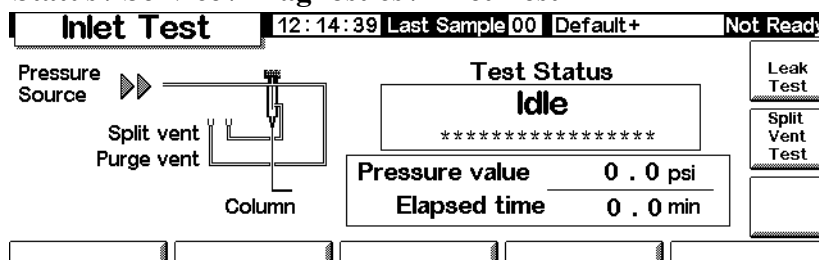 Inlet Test 12:14:39 Last Sample 00 Default+ Not Ready
Pressure
Source
Split vent
Purge vent
Column
Test Status
Idle
*****************
Pressure value 0.0 psi
Elapsed time 0.0 min
Leak
Test
Split
Vent
Test